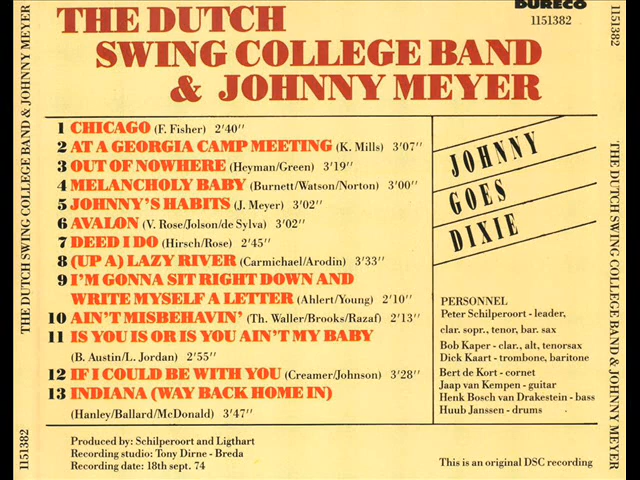 DURECO
1151382
THE DUTCH
SWING COLLEGE BAND
& JOHNNY MEYER
1 CHICAGO (F. Fisher) 2'40''
2 AT A GEORGIA CAMP MEETING (K. Mills) 3'07''
3 OUT OF NOWHERE (Heyman/Green) 3'19''
4 MELANCHOLY BABY (Burnett/Watson/Norton) 3'00''
5 JOHNNY'S HABITS (J. Meyer) 3'02''
6 AVALON (V. Rose/Jolson/de Sylva) 3'02''
7 DEED I DO (Hirsch/Rose) 2'45''
8 (UP A) LAZY RIVER (Carmichael/Arodin) 3'33''
9 I'M GONNA SIT RIGHT DOWN AND
WRITE MYSELF A LETTER (Ahlert/Young) 2'10''
10 AIN'T MISBEHAVIN' (Th. Waller/Brooks/Razaf) 2'13''
11 IS YOU IS OR IS YOU AIN'T MY BABY
(B. Austin/L. Jordan) 2'55''
12 IF I COULD BE WITH YOU (Creamer/Johnson) 3'28''
13 INDIANA (WAY BACK HOME IN)
(Hanley/Ballard/McDonald) 3'47''
JOHNNY
GOES
DIXIE
PERSONNEL
Peter Schilperoort - leader,
clar. sopr., tenor, bar. sax
Bob Kaper - clar., alt, tenorsax
Dick Kaart - trombone, baritone
Bert de Kort - cornet
Jaap van Kempen - guitar
Henk Bosch van Drakestein - bass
Huub Janssen - drums
Produced by: Schilperoort and Ligthart
Recording studio: Tony Dirne - Breda
Recording date: 18th sept. 74
This is an original DSC recording
1151382 THE DUTCH SWING COLLEGE BAND & JOHNNY MEYER
1151382 THE DUTCH SWING COLLEGE BAND & JOHNNY MEYER